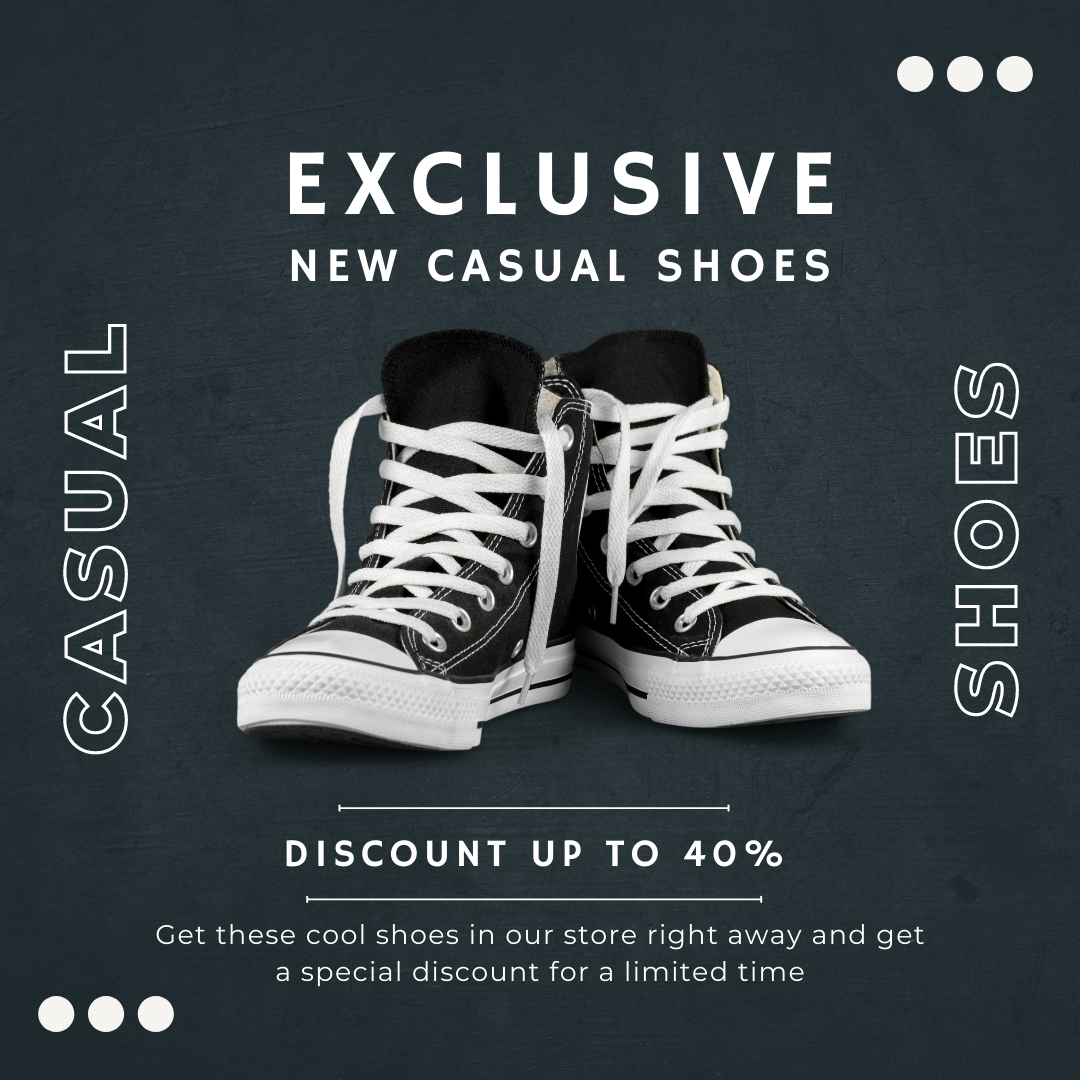 EXCLUSIVE
NEW CASUAL SHOES
CASUAL
SHOES
DISCOUNT UP TO 40%
Get these cool shoes in our store right away and get
a special discount for a limited time